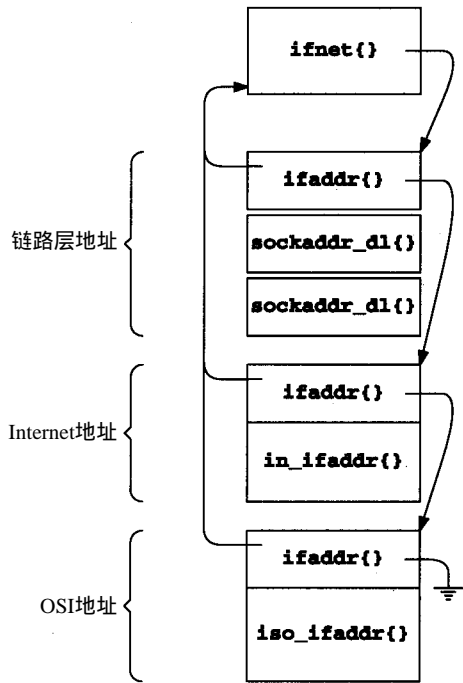 ifnet{}
ifaddr{}
链路层地址
sockaddr_dl{}
sockaddr_dl{}
ifaddr{}
Internet地址
in_ifaddr{}
ifaddr{}
OSI地址
iso_ifaddr{}